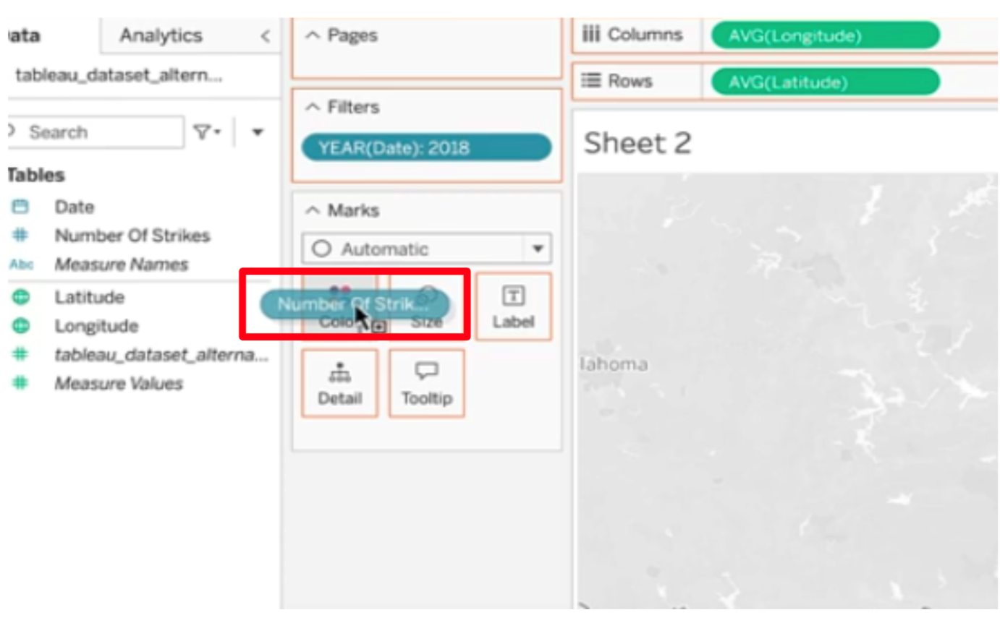 ata
Analytics
<
tableau_dataset_altern...
Search
Tables
Date
Number Of Strikes
Abc
Measure Names
Latitude
Longitude
tableau_dataset_alterna...
Measure Values
Pages
Filters
YEAR(Date): 2018
Marks
Automatic
Number Of Strik...
Colo
Size
Label
Detail
Tooltip
Columns
AVG(Longitude)
Rows
AVG(Latitude)
Sheet 2
lahoma